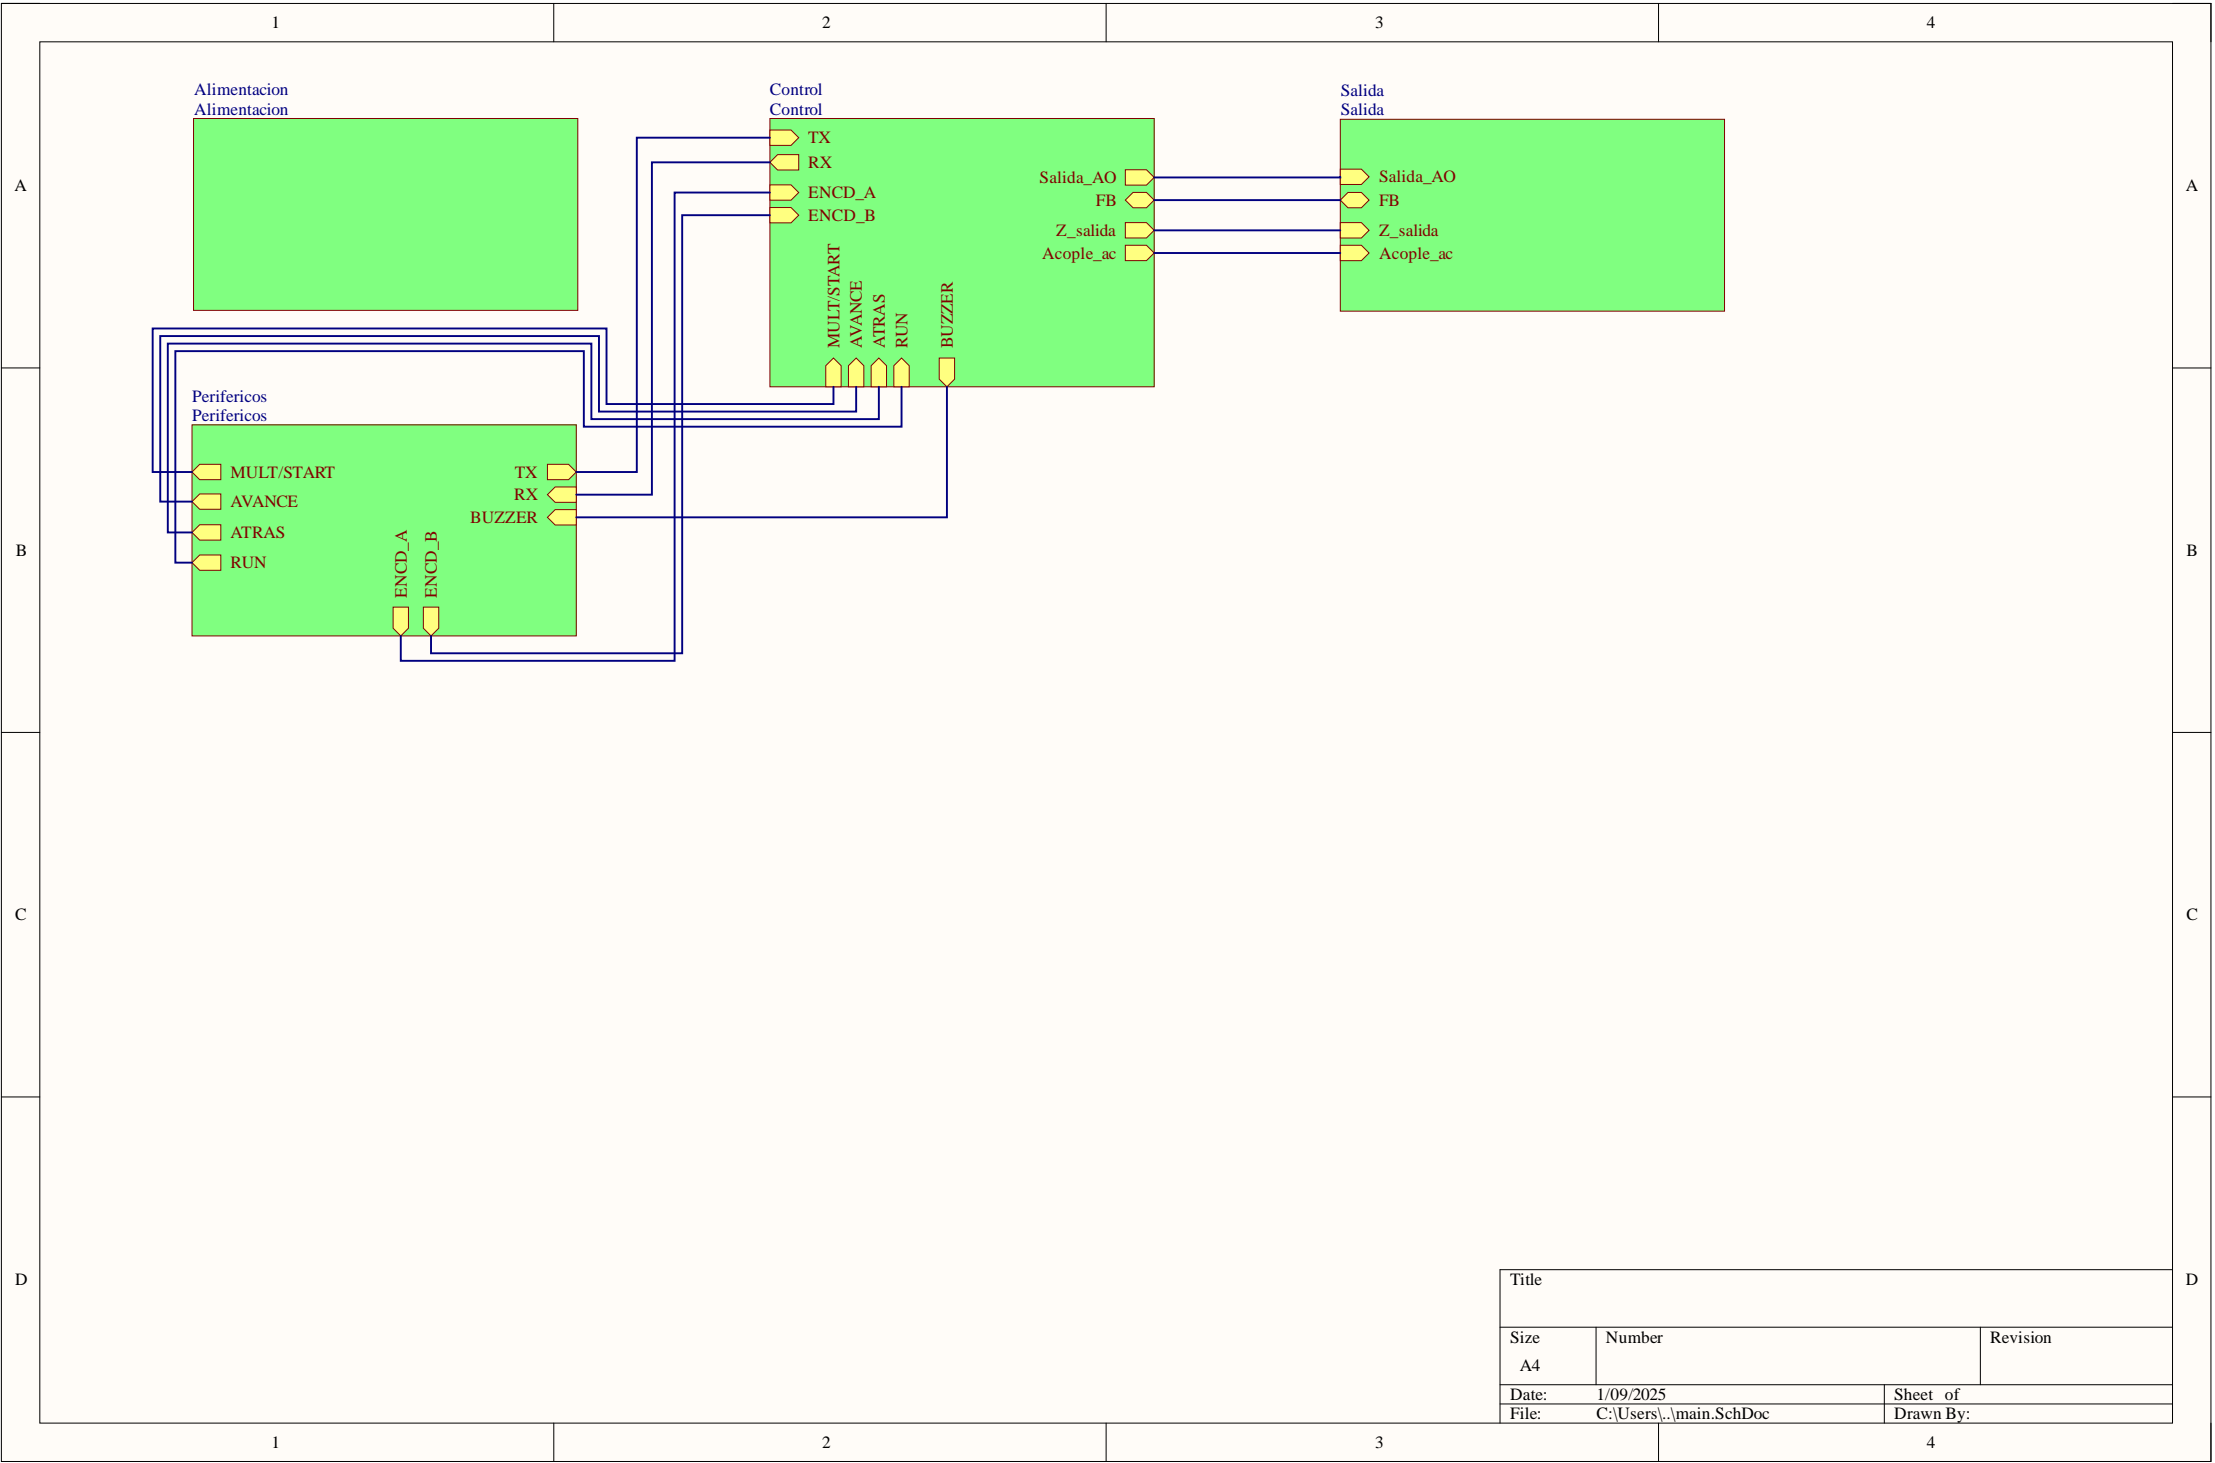 1 2 3 4
A A
B B
C C
D D
Alimentacion
Alimentacion
Control
Control
TX
RX
ENCD_A
ENCD_B
Salida_AO
FB
Z_salida
Acople_ac
MULT/START
AVANCE
ATRAS
RUN
BUZZER
Salida
Salida
Salida_AO
FB
Z_salida
Acople_ac
Perifericos
Perifericos
MULT/START
AVANCE
ATRAS
RUN
TX
RX
BUZZER
ENCD_A
ENCD_B
Title
Size Number Revision
A4
Date: 1/09/2025 Sheet of
File: C:\Users\..\main.SchDoc Drawn By:
1 2 3 4